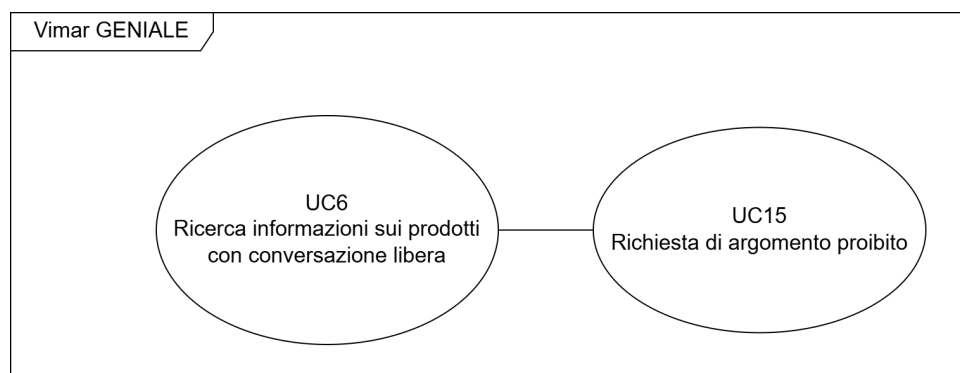 Vimar GENIALE
UC6
Ricerca informazioni sui prodotti
con conversazione libera
UC15
Richiesta di argomento proibito